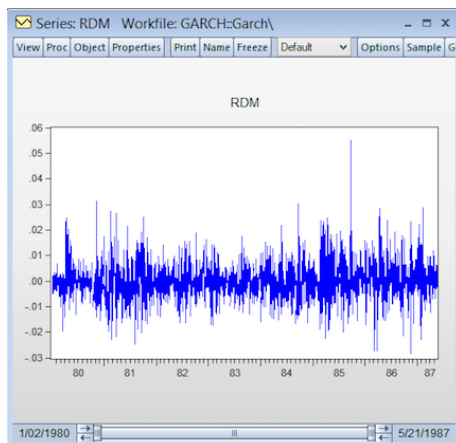 Series: RDM Workfile: GARCH::Garch\
View Proc Object Properties Print Name Freeze Default Options Sample G
RDM
.06
.05
.04
.03
.02
.01
.00
-.01
-.02
-.03
80 81 82 83 84 85 86 87
1/02/1980 5/21/1987